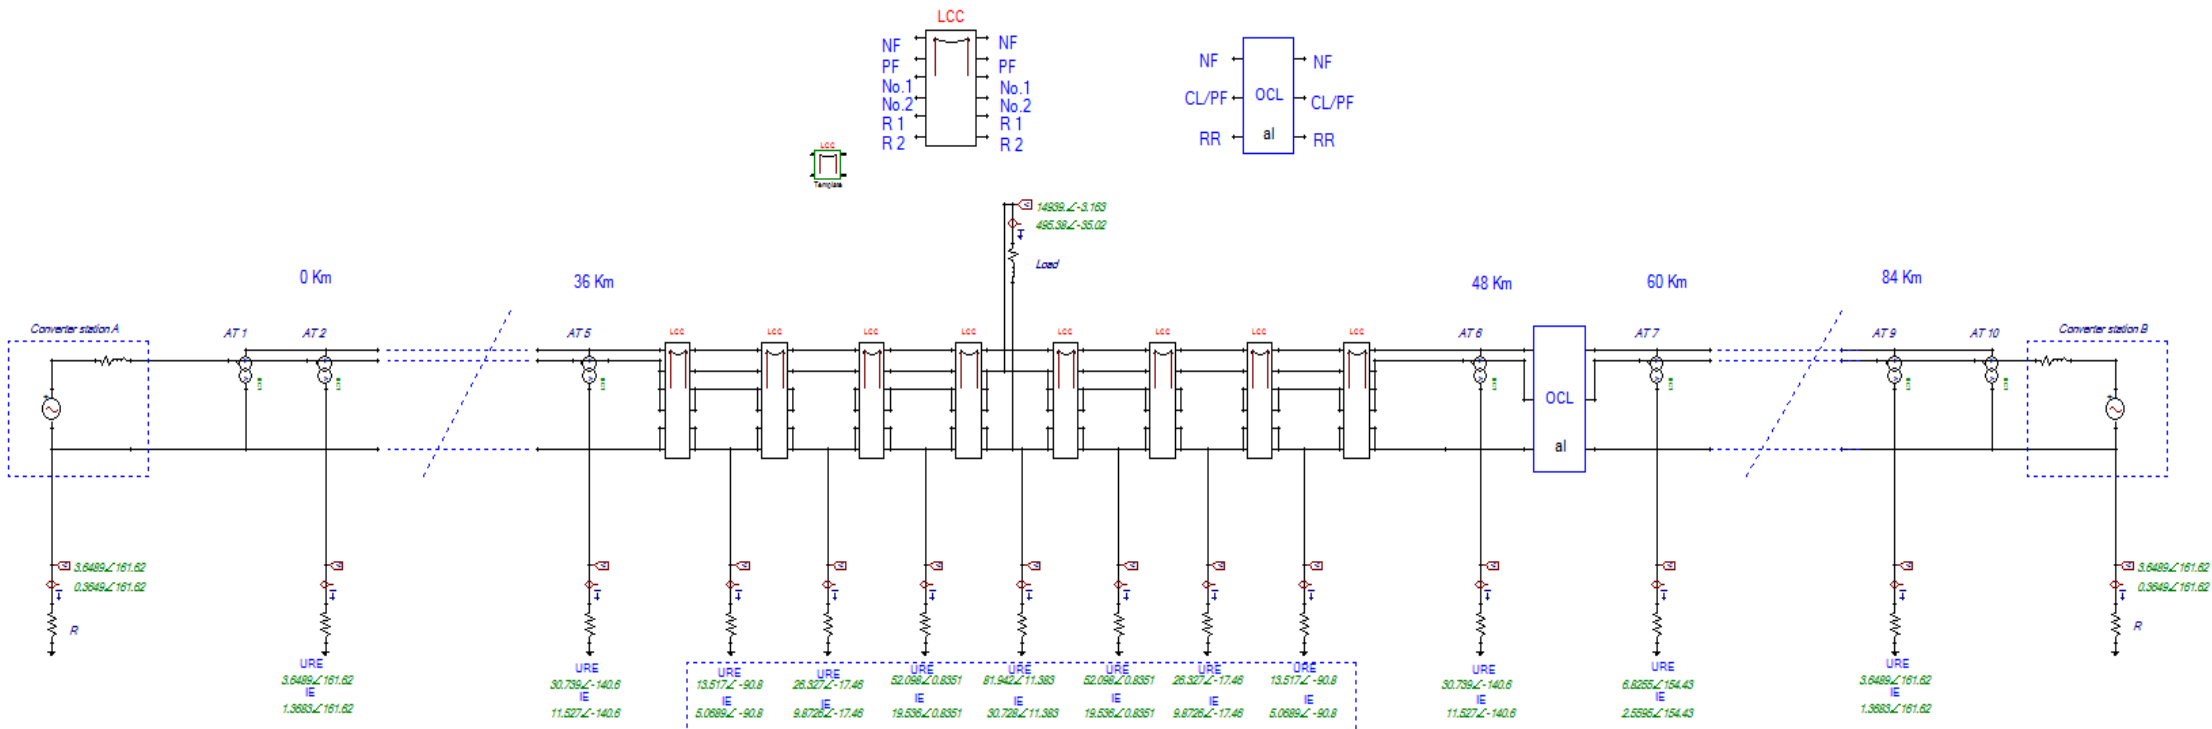 LCC
NF
NF
PF
PF
No.1
No.1
No.2
No.2
R 1
R 1
R 2
R 2
NF
NF
CL/PF
OCL
CL/PF
RR
al
RR
LCC
Template
14939.∠-3.163
495.38∠-35.02
Load
0 Km
36 Km
48 Km
60 Km
84 Km
Converter station A
AT 1
AT 2
AT 5
LCC
LCC
LCC
LCC
LCC
LCC
LCC
LCC
AT 6
AT 7
AT 9
AT 10
Converter station B
OCL
al
3.6489∠161.62
0.3649∠161.62
R
3.6489∠161.62
0.3649∠161.62
R
URE
3.6489∠161.62
IE
1.3683∠161.62
URE
30.739∠-140.6
IE
11.527∠-140.6
URE
13.517∠-90.8
IE
5.0689∠-90.8
URE
26.327∠-17.46
IE
9.8726∠-17.46
URE
52.098∠0.8351
IE
19.536∠0.8351
URE
81.942∠11.383
IE
30.728∠11.383
URE
52.098∠0.8351
IE
19.536∠0.8351
URE
26.327∠-17.46
IE
9.8726∠-17.46
URE
13.517∠-90.8
IE
5.0689∠-90.8
URE
30.739∠-140.6
IE
11.527∠-140.6
URE
6.8255∠154.43
IE
2.5595∠154.43
URE
3.6489∠161.62
IE
1.3683∠161.62